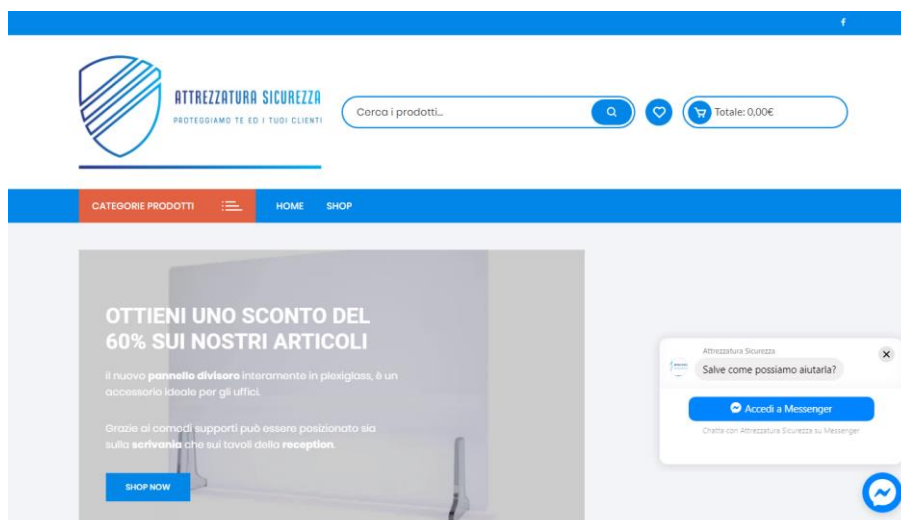 f
ATTREZZATURA SICUREZZA
PROTEGGIAMO TE ED I TUOI CLIENTI
Cerca i prodotti...
Totale: 0,00€
CATEGORIE PRODOTTI
HOME
SHOP
OTTIENI UNO SCONTO DEL
60% SUI NOSTRI ARTICOLI
il nuovo pannello divisore interamente in plexiglass, è un
accessorio ideale per gli uffici.
Grazie ai comodi supporti può essere posizionato sia
sulla scrivania che sui tavoli della reception.
SHOP NOW
Attrezzatura Sicurezza
Salve come possiamo aiutarla?
Accedi a Messenger
Chatta con Attrezzatura Sicurezza su Messenger